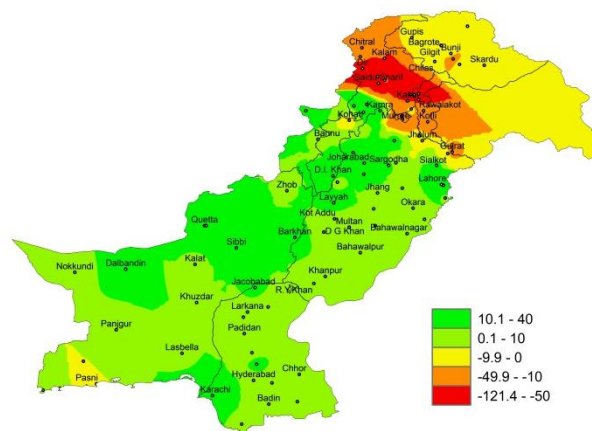 Gupis
Chitral
Bagrote
Bunji
Kalam
Gilgit
Skardu
Dir
Chilas
Saidu Sharif
Kakul
Kamra
Rawalakot
Kohat
Murree
Kotli
Bannu
Jhelum
Gujrat
Joharabad
Sargodha
Sialkot
D.I. Khan
Lahore
Zhob
Jhang
Layyah
Okara
Kot Addu
Quetta
Multan
Barkhan
D G Khan
Bahawalnagar
Sibbi
Bahawalpur
Kalat
Nokkundi
Dalbandin
Khanpur
Jacobabad
R.Y.Khan
Khuzdar
Larkana
Panjgur
Padidan
Lasbella
Pasni
Hyderabad
Chhor
Karachi
Badin
10.1 - 40
0.1 - 10
-9.9 - 0
-49.9 - -10
-121.4 - -50